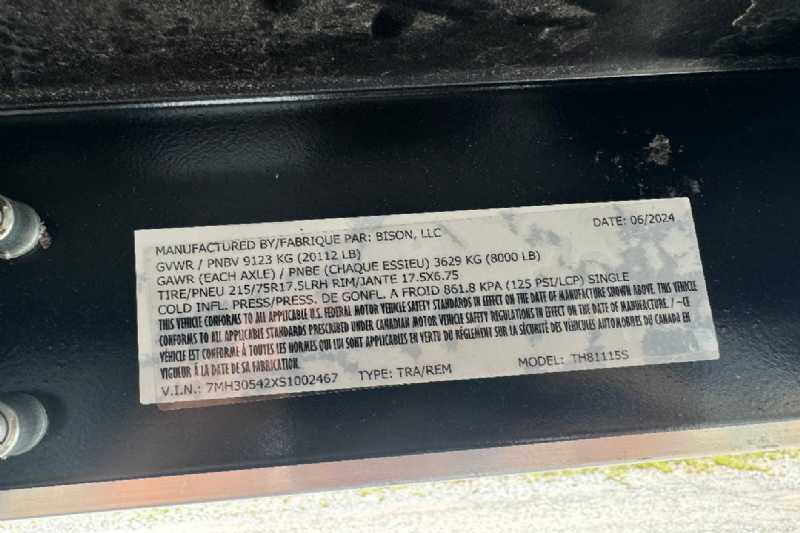 MANUFACTURED BY/FABRIQUE PAR: BISON, LLC DATE: 06/2024
GVWR / PNBV 9123 KG (20112 LB)
GAWR (EACH AXLE) / PNBE (CHAQUE ESSIEU) 3629 KG (8000 LB)
TIRE/PNEU 215/75R17.5LRH RIM/JANTE 17.5X6.75
COLD INFL. PRESS/PRESS. DE GONFL. A FROID 861.8 KPA (125 PSI/LCP) SINGLE
THIS VEHICLE CONFORMS TO ALL APPLICABLE U.S. FEDERAL MOTOR VEHICLE SAFETY STANDARDS IN EFFECT ON THE DATE OF MANUFACTURE SHOWN ABOVE. THIS VEHICLE
CONFORMS TO ALL APPLICABLE STANDARDS PRESCRIBED UNDER CANADIAN MOTOR VEHICLE SAFETY REGULATIONS IN EFFECT ON THE DATE OF MANUFACTURE. / -CE
VÉHICULE EST CONFORME À TOUTES LES NORMES QUI LUI SONT APPLICABLES EN VERTU DU RÉGLEMENT SUR LA SÉCURITÉ DES VÉHICULES AUTOMOBILES DU CANADA EN
VIGUEUR À LA DATE DE SA FABRICATION.
V.I.N.: 7MH30542XS1002467 TYPE: TRA/REM MODEL: TH81115S